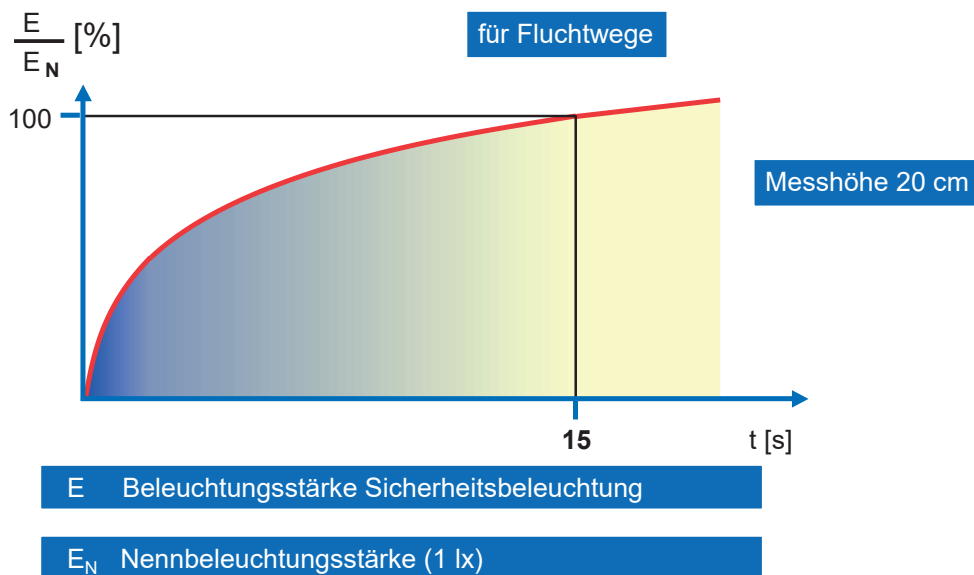 E
E N [%]
für Fluchtwege
100
Messhöhe 20 cm
15
t [s]
E Beleuchtungsstärke Sicherheitsbeleuchtung
EN Nennbeleuchtungsstärke (1 lx)